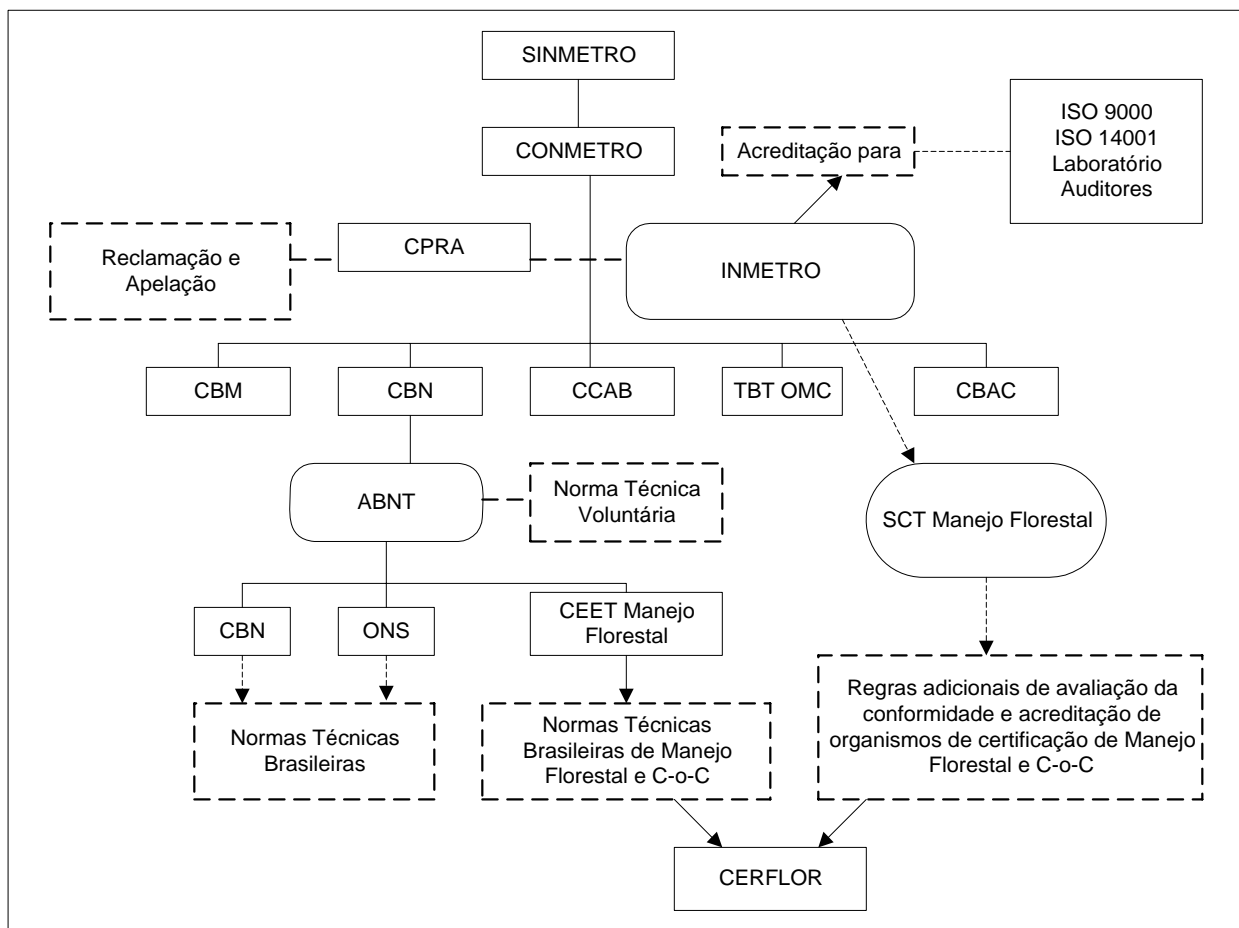 SINMETRO
CONMETRO
Acreditação para
ISO 9000
ISO 14001
Laboratório
Auditores
Reclamação e
Apelação
CPRA
INMETRO
CBM
CBN
CCAB
TBT OMC
CBAC
ABNT
Norma Técnica
Voluntária
SCT Manejo Florestal
CBN
ONS
CEET Manejo
Florestal
Normas Técnicas
Brasileiras
Normas Técnicas
Brasileiras de Manejo
Florestal e C-o-C
Regras adicionais de avaliação da
conformidade e acreditação de
organismos de certificação de Manejo
Florestal e C-o-C
CERFLOR